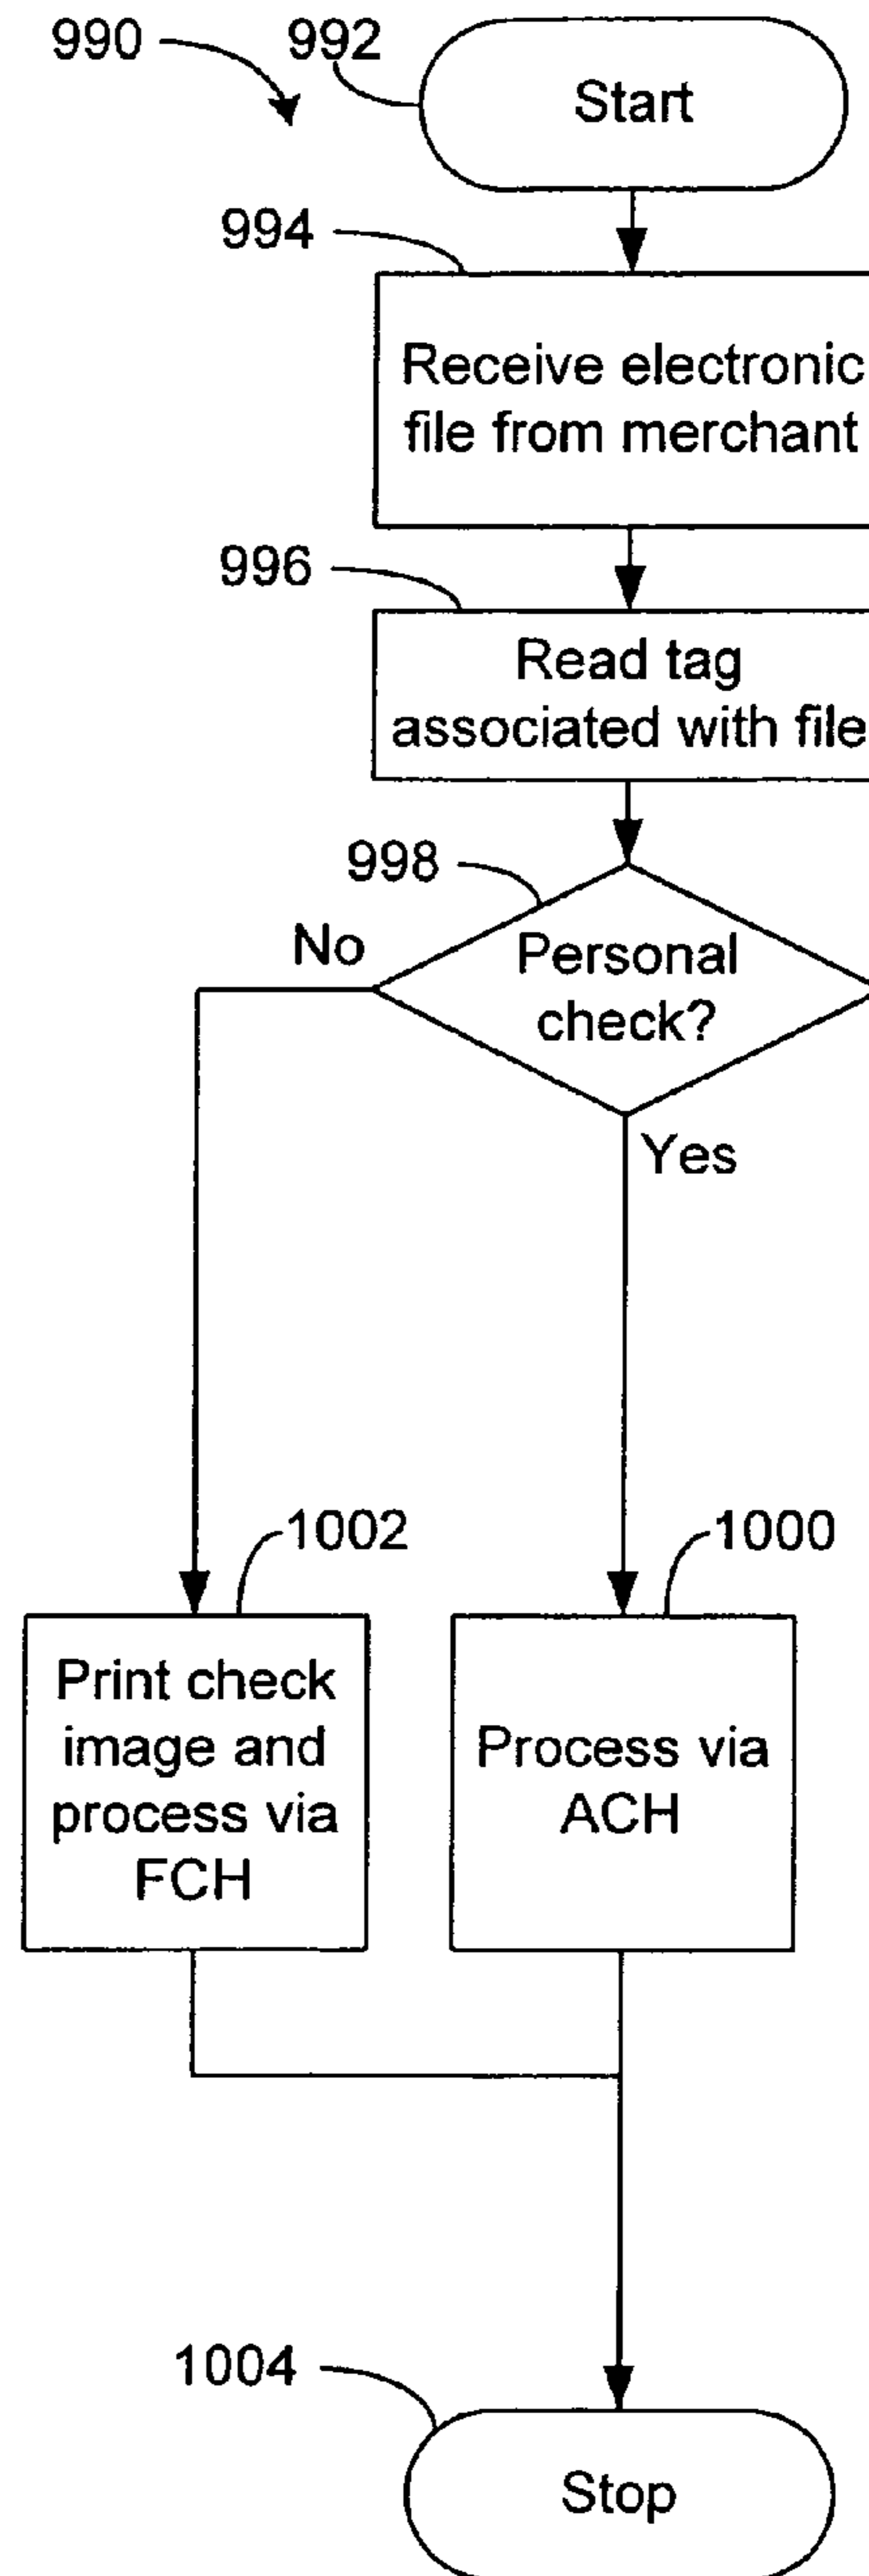 990
992
Start
994
Receive electronic
file from merchant
996
Read tag
associated with file
998
No
Personal
check?
Yes
1002
1000
Print check
image and
process via
FCH
Process via
ACH
1004
Stop